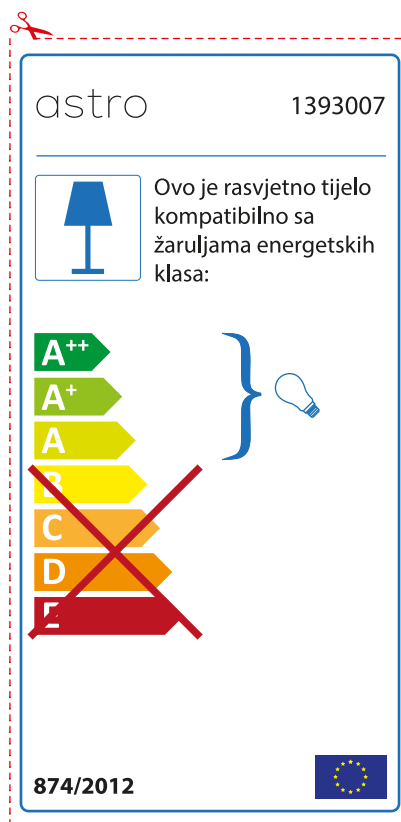 astro
1393007
Ovo je rasvjetno tijelo
kompatibilno sa
žaruljama energetskih
klasa:
A++
A+
A
B
C
D
E
874/2012